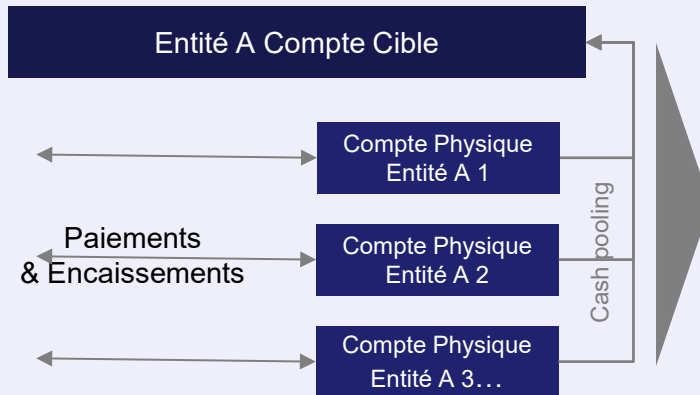 Entité A Compte Cible
Compte Physique
Entité A 1
Paiements
& Encaissements
Compte Physique
Entité A 2
Compte Physique
Entité A 3...
Cash pooling